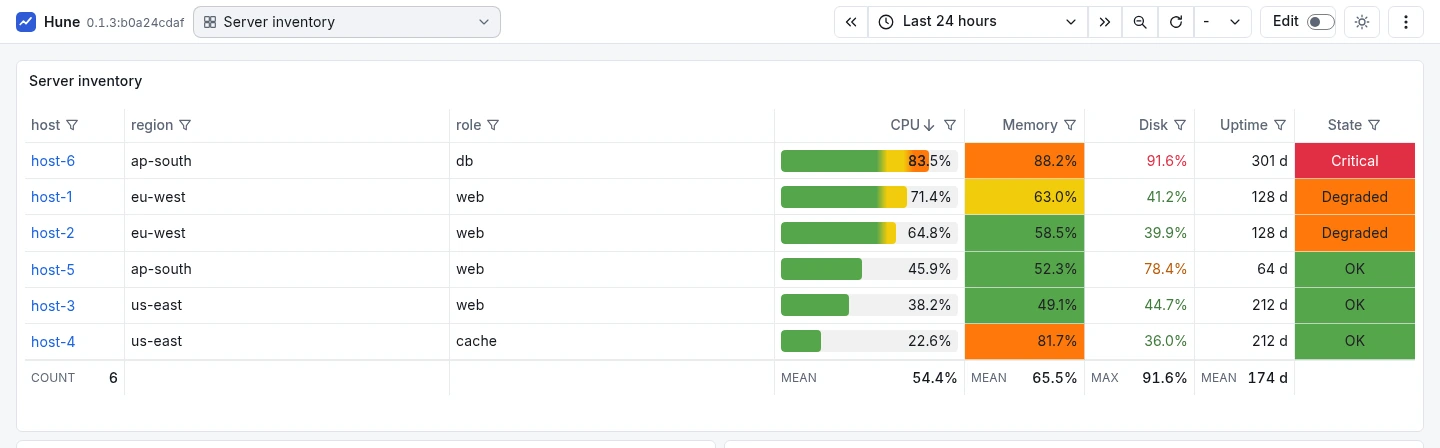 Hune 0.1.3:b0a24cdaf Server inventory Last 24 hours - Edit
Server inventory
host region role CPU Memory Disk Uptime State
host-6 ap-south db 83.5% 88.2% 91.6% 301 d Critical
host-1 eu-west web 71.4% 63.0% 41.2% 128 d Degraded
host-2 eu-west web 64.8% 58.5% 39.9% 128 d Degraded
host-5 ap-south web 45.9% 52.3% 78.4% 64 d OK
host-3 us-east web 38.2% 49.1% 44.7% 212 d OK
host-4 us-east cache 22.6% 81.7% 36.0% 212 d OK
COUNT 6 MEAN 54.4% MEAN 65.5% MAX 91.6% MEAN 174 d